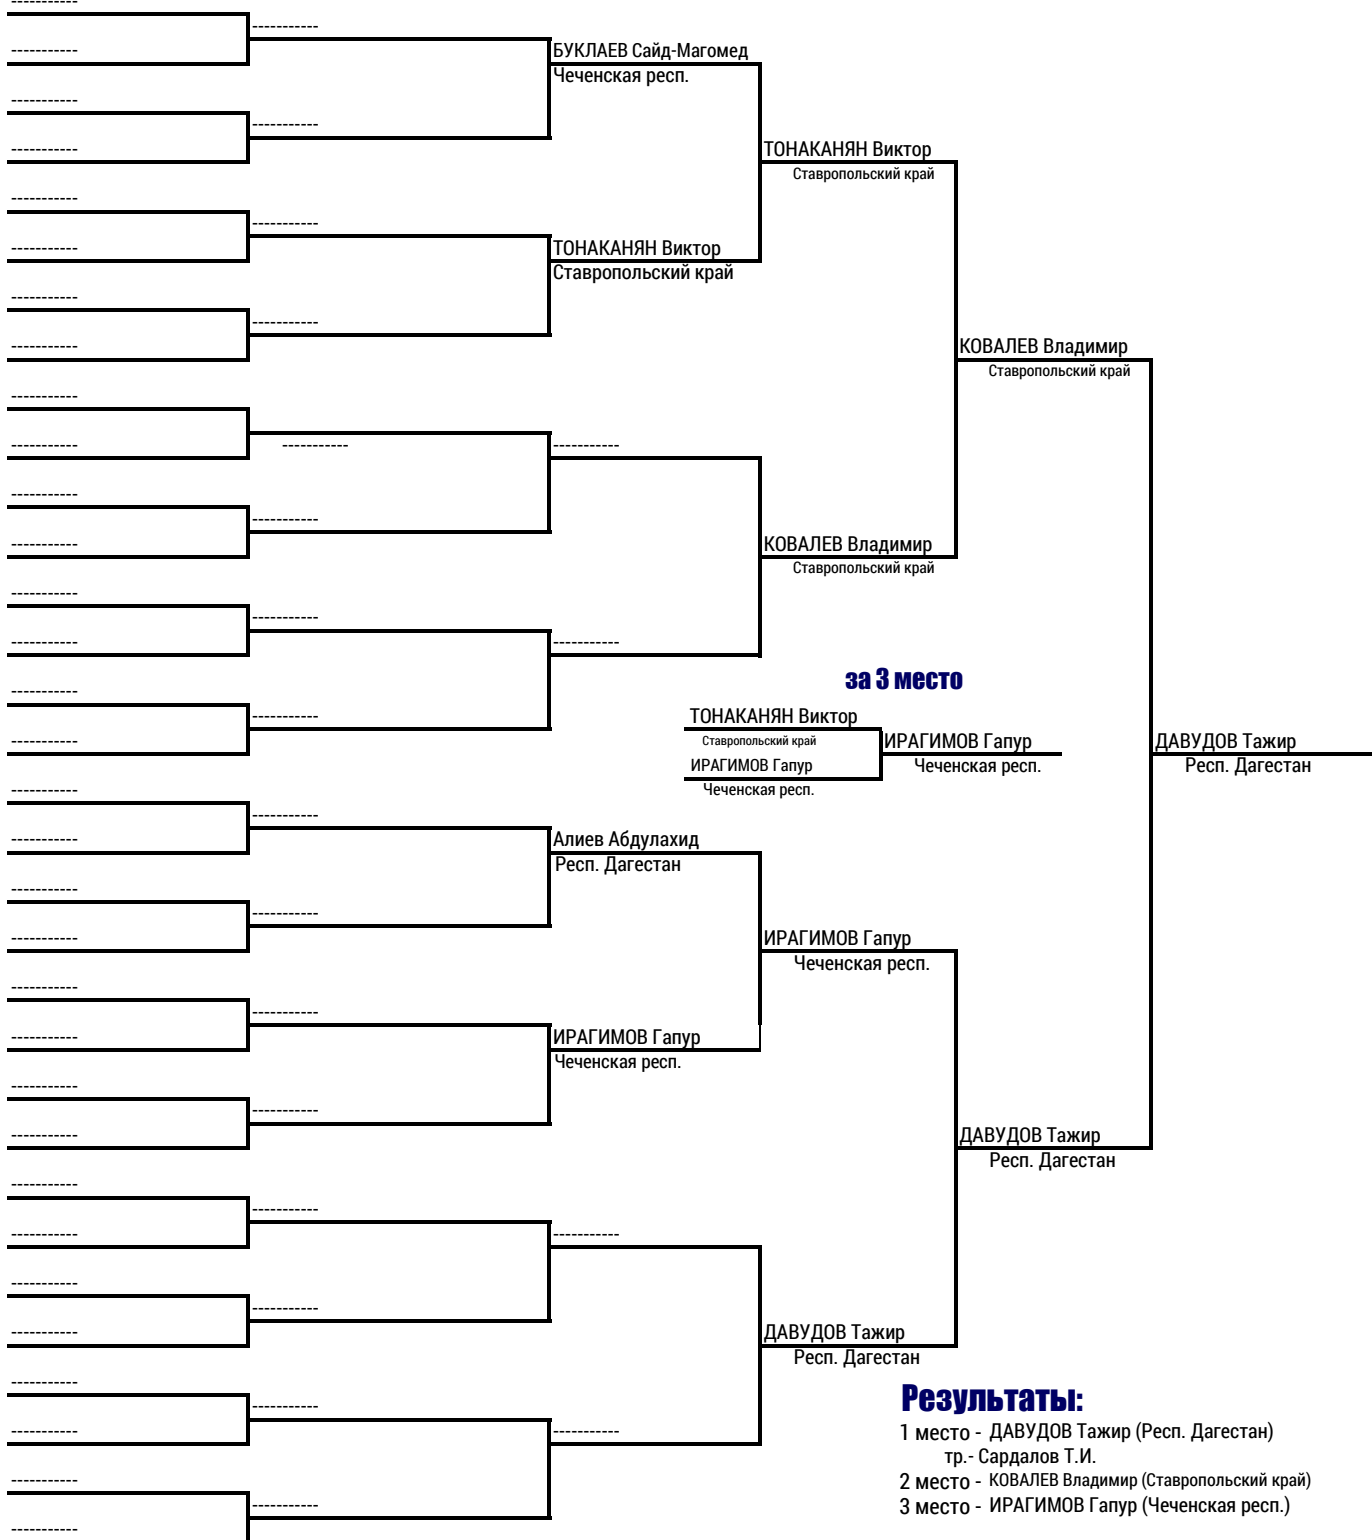 -----------
-----------
-----------
БУКЛАЕВ Сайд-Магомед
-----------
Чеченская респ.
-----------
-----------
-----------
ТОНАКАНЯН Виктор
Ставропольский край
-----------
-----------
-----------
ТОНАКАНЯН Виктор
Ставропольский край
-----------
-----------
-----------
КОВАЛЕВ Владимир
Ставропольский край
-----------
-----------
-----------
-----------
-----------
-----------
-----------
КОВАЛЕВ Владимир
Ставропольский край
-----------
-----------
-----------
-----------
за 3 место
-----------
-----------
ТОНАКАНЯН Виктор
Ставропольский край
ИРАГИМОВ Гапур
Чеченская респ.
ИРАГИМОВ Гапур
Чеченская респ.
ДАВУДОВ Тажир
Респ. Дагестан
-----------
-----------
-----------
-----------
Алиев Абдулахид
Респ. Дагестан
-----------
-----------
-----------
ИРАГИМОВ Гапур
Чеченская респ.
-----------
-----------
-----------
ИРАГИМОВ Гапур
Чеченская респ.
-----------
-----------
-----------
ДАВУДОВ Тажир
Респ. Дагестан
-----------
-----------
-----------
-----------
-----------
-----------
-----------
ДАВУДОВ Тажир
Респ. Дагестан
-----------
-----------
-----------
-----------
-----------
-----------
-----------
Результаты:
1 место - ДАВУДОВ Тажир (Респ. Дагестан)
тр.- Сардалов Т.И.
2 место - КОВАЛЕВ Владимир (Ставропольский край)
3 место - ИРАГИМОВ Гапур (Чеченская респ.)